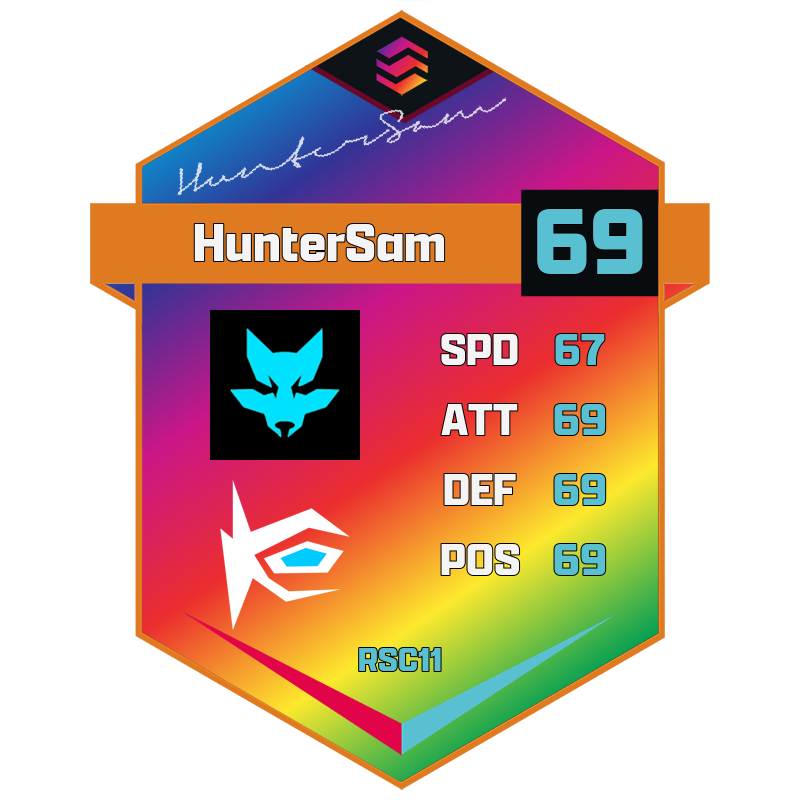 HunterSam
HunterSam 69
SPD 67
ATT 69
DEF 69
POS 69
RSC11